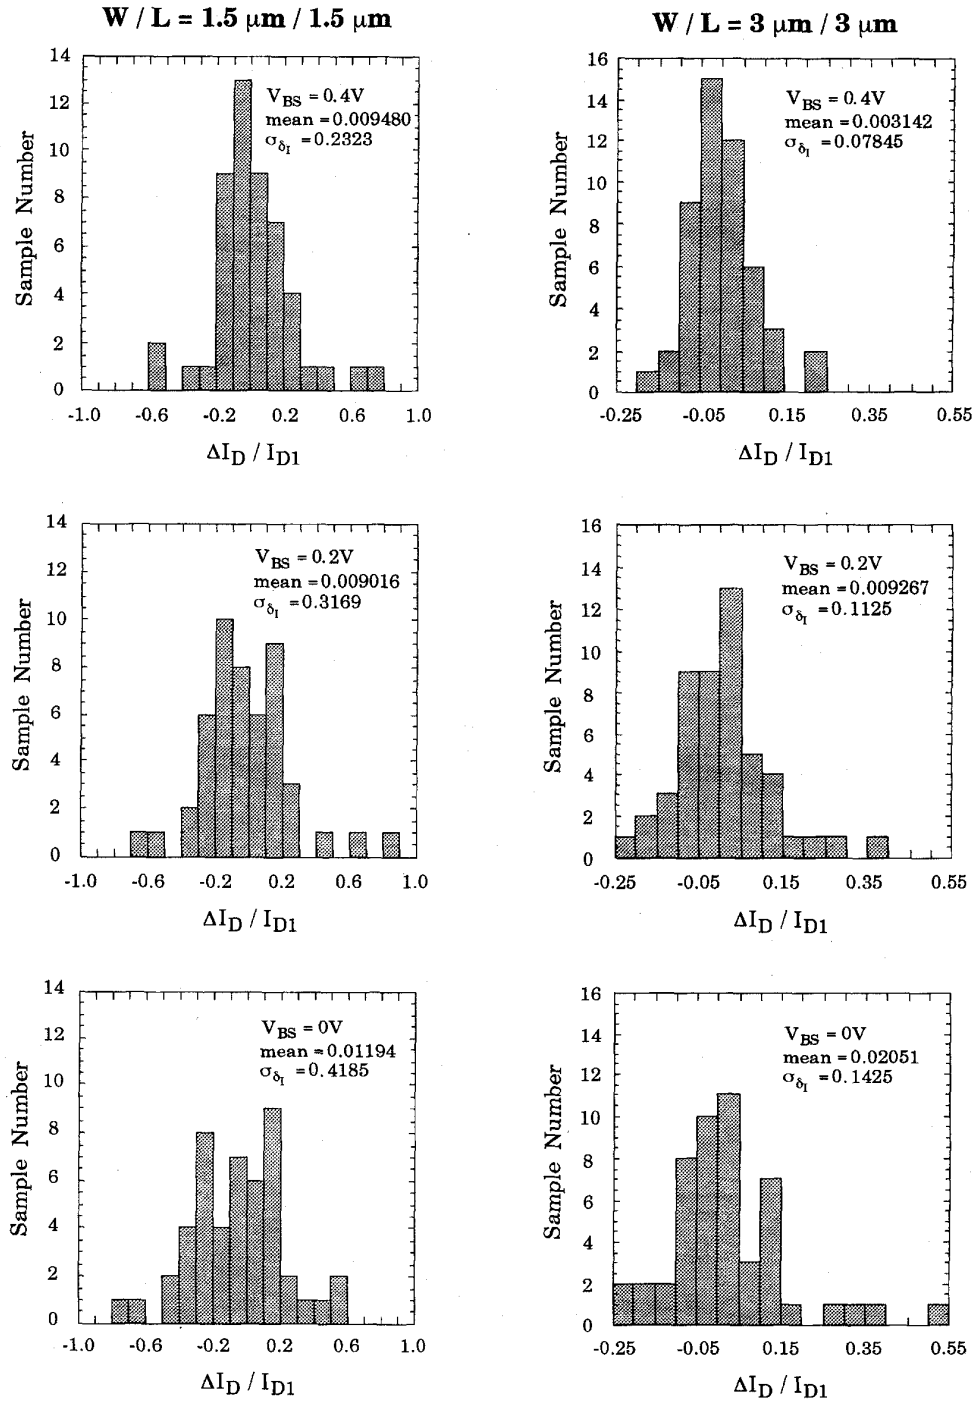 W / L = 1.5 µm / 1.5 µm
W / L = 3 µm / 3 µm
14
12
10
8
6
4
2
0
Sample Number
V_BS = 0.4V
mean = 0.009480
σ_δI = 0.2323
-1.0 -0.6 -0.2 0.2 0.6 1.0
ΔI_D / I_D1
16
14
12
10
8
6
4
2
0
Sample Number
V_BS = 0.4V
mean = 0.003142
σ_δI = 0.07845
-0.25 -0.05 0.15 0.35 0.55
ΔI_D / I_D1
14
12
10
8
6
4
2
0
Sample Number
V_BS = 0.2V
mean = 0.009016
σ_δI = 0.3169
-1.0 -0.6 -0.2 0.2 0.6 1.0
ΔI_D / I_D1
16
14
12
10
8
6
4
2
0
Sample Number
V_BS = 0.2V
mean = 0.009267
σ_δI = 0.1125
-0.25 -0.05 0.15 0.35 0.55
ΔI_D / I_D1
14
12
10
8
6
4
2
0
Sample Number
V_BS = 0V
mean = 0.01194
σ_δI = 0.4185
-1.0 -0.6 -0.2 0.2 0.6 1.0
ΔI_D / I_D1
16
14
12
10
8
6
4
2
0
Sample Number
V_BS = 0V
mean = 0.02051
σ_δI = 0.1425
-0.25 -0.05 0.15 0.35 0.55
ΔI_D / I_D1